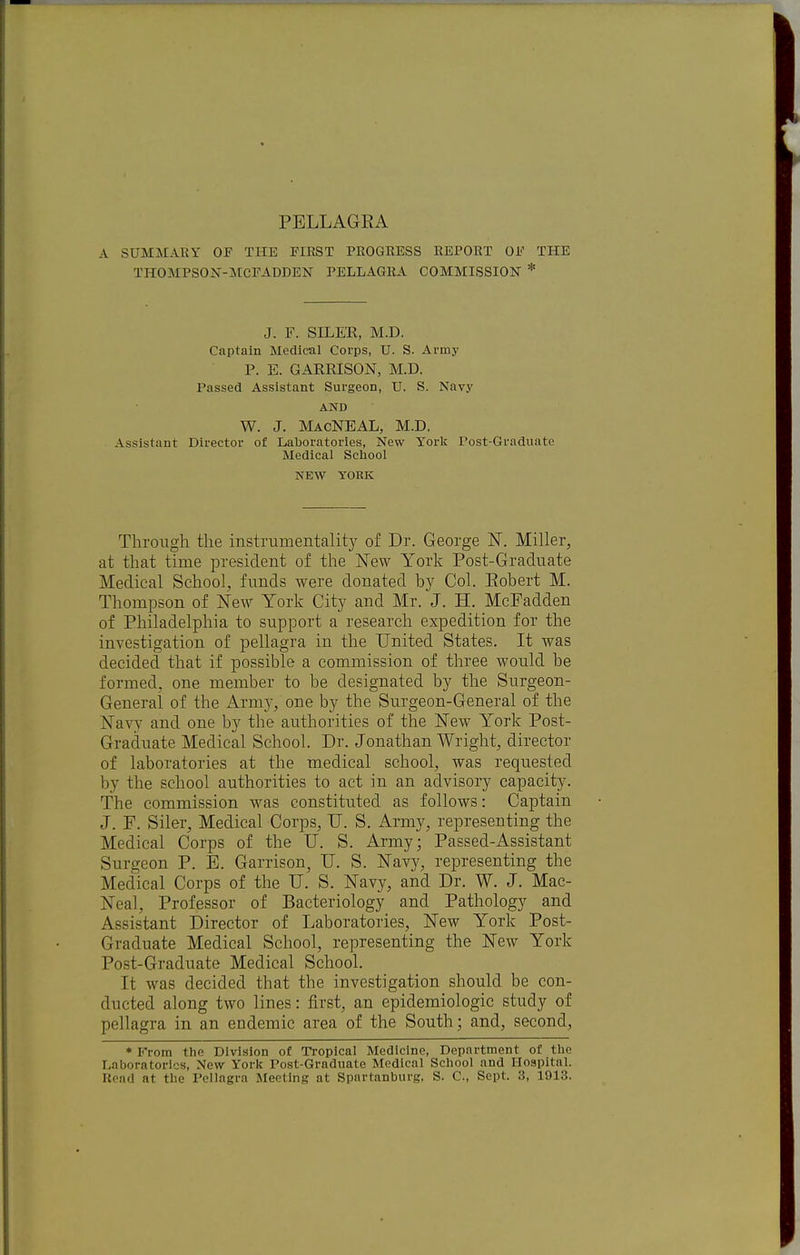 PELLAGRA
A SUMMARY OF THE FIRST PROGRESS REPORT OF THE
THOMPSON-MCFADDEN PELLAGRA COMMISSION *
J. F. SILER, M.D.
Captain Medical Corps, U. S. Army
P. E. GARRISON, M.D.
Passed Assistant Surgeon, U. S. Navy
AND
W. J. MACNEAL, M.D.
Assistant Director of Laboratories, New York Post-Graduate
Medical School
NEW YORK
Through the instrumentality of Dr. George N. Miller,
at that time president of the New York Post-Graduate
Medical School, funds were donated by Col. Robert M.
Thompson of New York City and Mr. J. H. McFadden
of Philadelphia to support a research expedition for the
investigation of pellagra in the United States. It was
decided that if possible a commission of three would be
formed, one member to be designated by the Surgeon-
General of the Army, one by the Surgeon-General of the
Navy and one by the authorities of the New York Post-
Graduate Medical School. Dr. Jonathan Wright, director
of laboratories at the medical school, was requested
by the school authorities to act in an advisory capacity.
The commission was constituted as follows: Captain
J. F. Siler, Medical Corps, U. S. Army, representing the
Medical Corps of the U. S. Army; Passed-Assistant
Surgeon P. E. Garrison, U. S. Navy, representing the
Medical Corps of the U. S. Navy, and Dr. W. J. Mac-
Neal, Professor of Bacteriology and Pathology and
Assistant Director of Laboratories, New York Post-
Graduate Medical School, representing the New York
Post-Graduate Medical School.
It was decided that the investigation should be con-
ducted along two lines: first, an epidemiologic study of
pellagra in an endemic area of the South; and, second,
* From the Division of Tropical Medicine, Department of the
Laboratories, New York Post-Graduate Medical School and Hospital.
Read at the Pellagra Meeting at Spartanburg, S. C., Sept. 3, 1913.